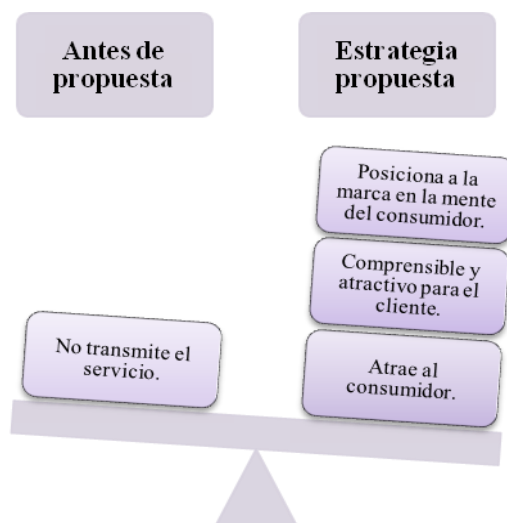 Antes de
propuesta
Estrategia
propuesta
Posiciona a la
marca en la mente
del consumidor.
Comprensible y
atractivo para el
cliente.
No transmite el
servicio.
Atrae al
consumidor.